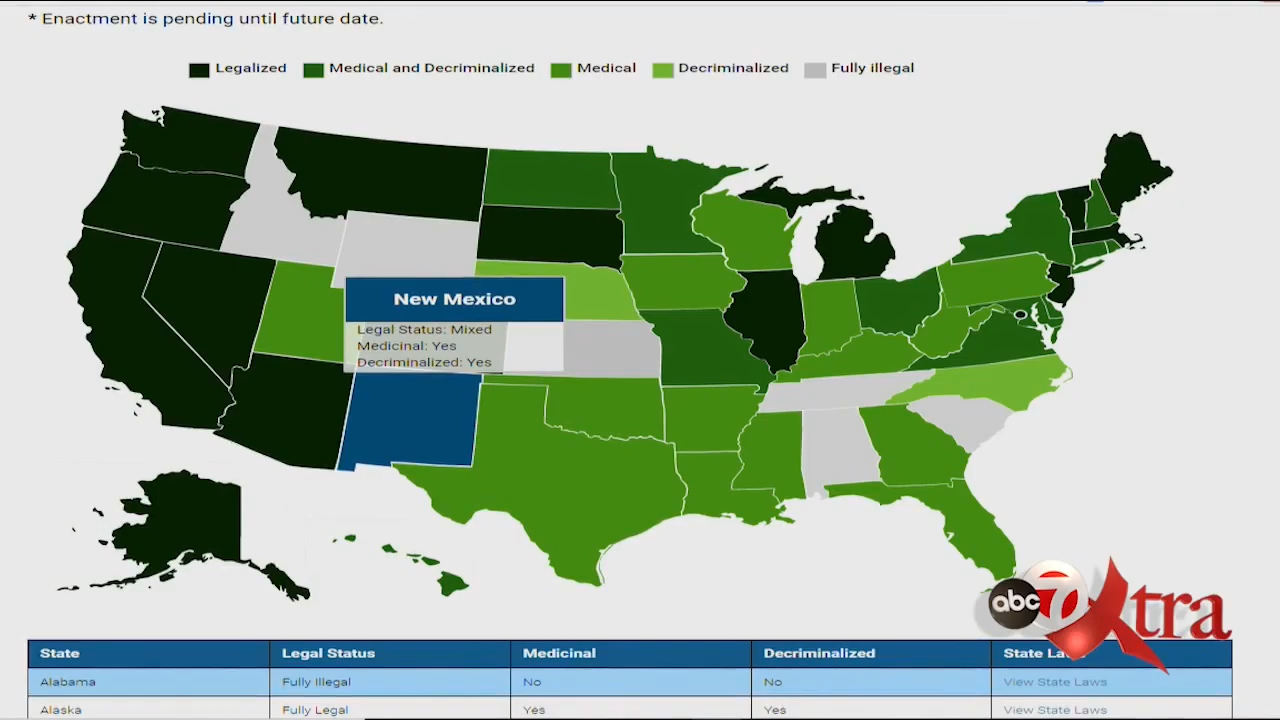 * Enactment is pending until future date.
Legalized Medical and Decriminalized Medical Decriminalized Fully illegal
New Mexico
Legal Status: Mixed
Medicinal: Yes
Decriminalized: Yes
abc 7 Xtra
State Legal Status Medicinal Decriminalized State La
Alabama Fully Illegal No No View State Laws
Alaska Fully Legal Yes Yes View State Laws